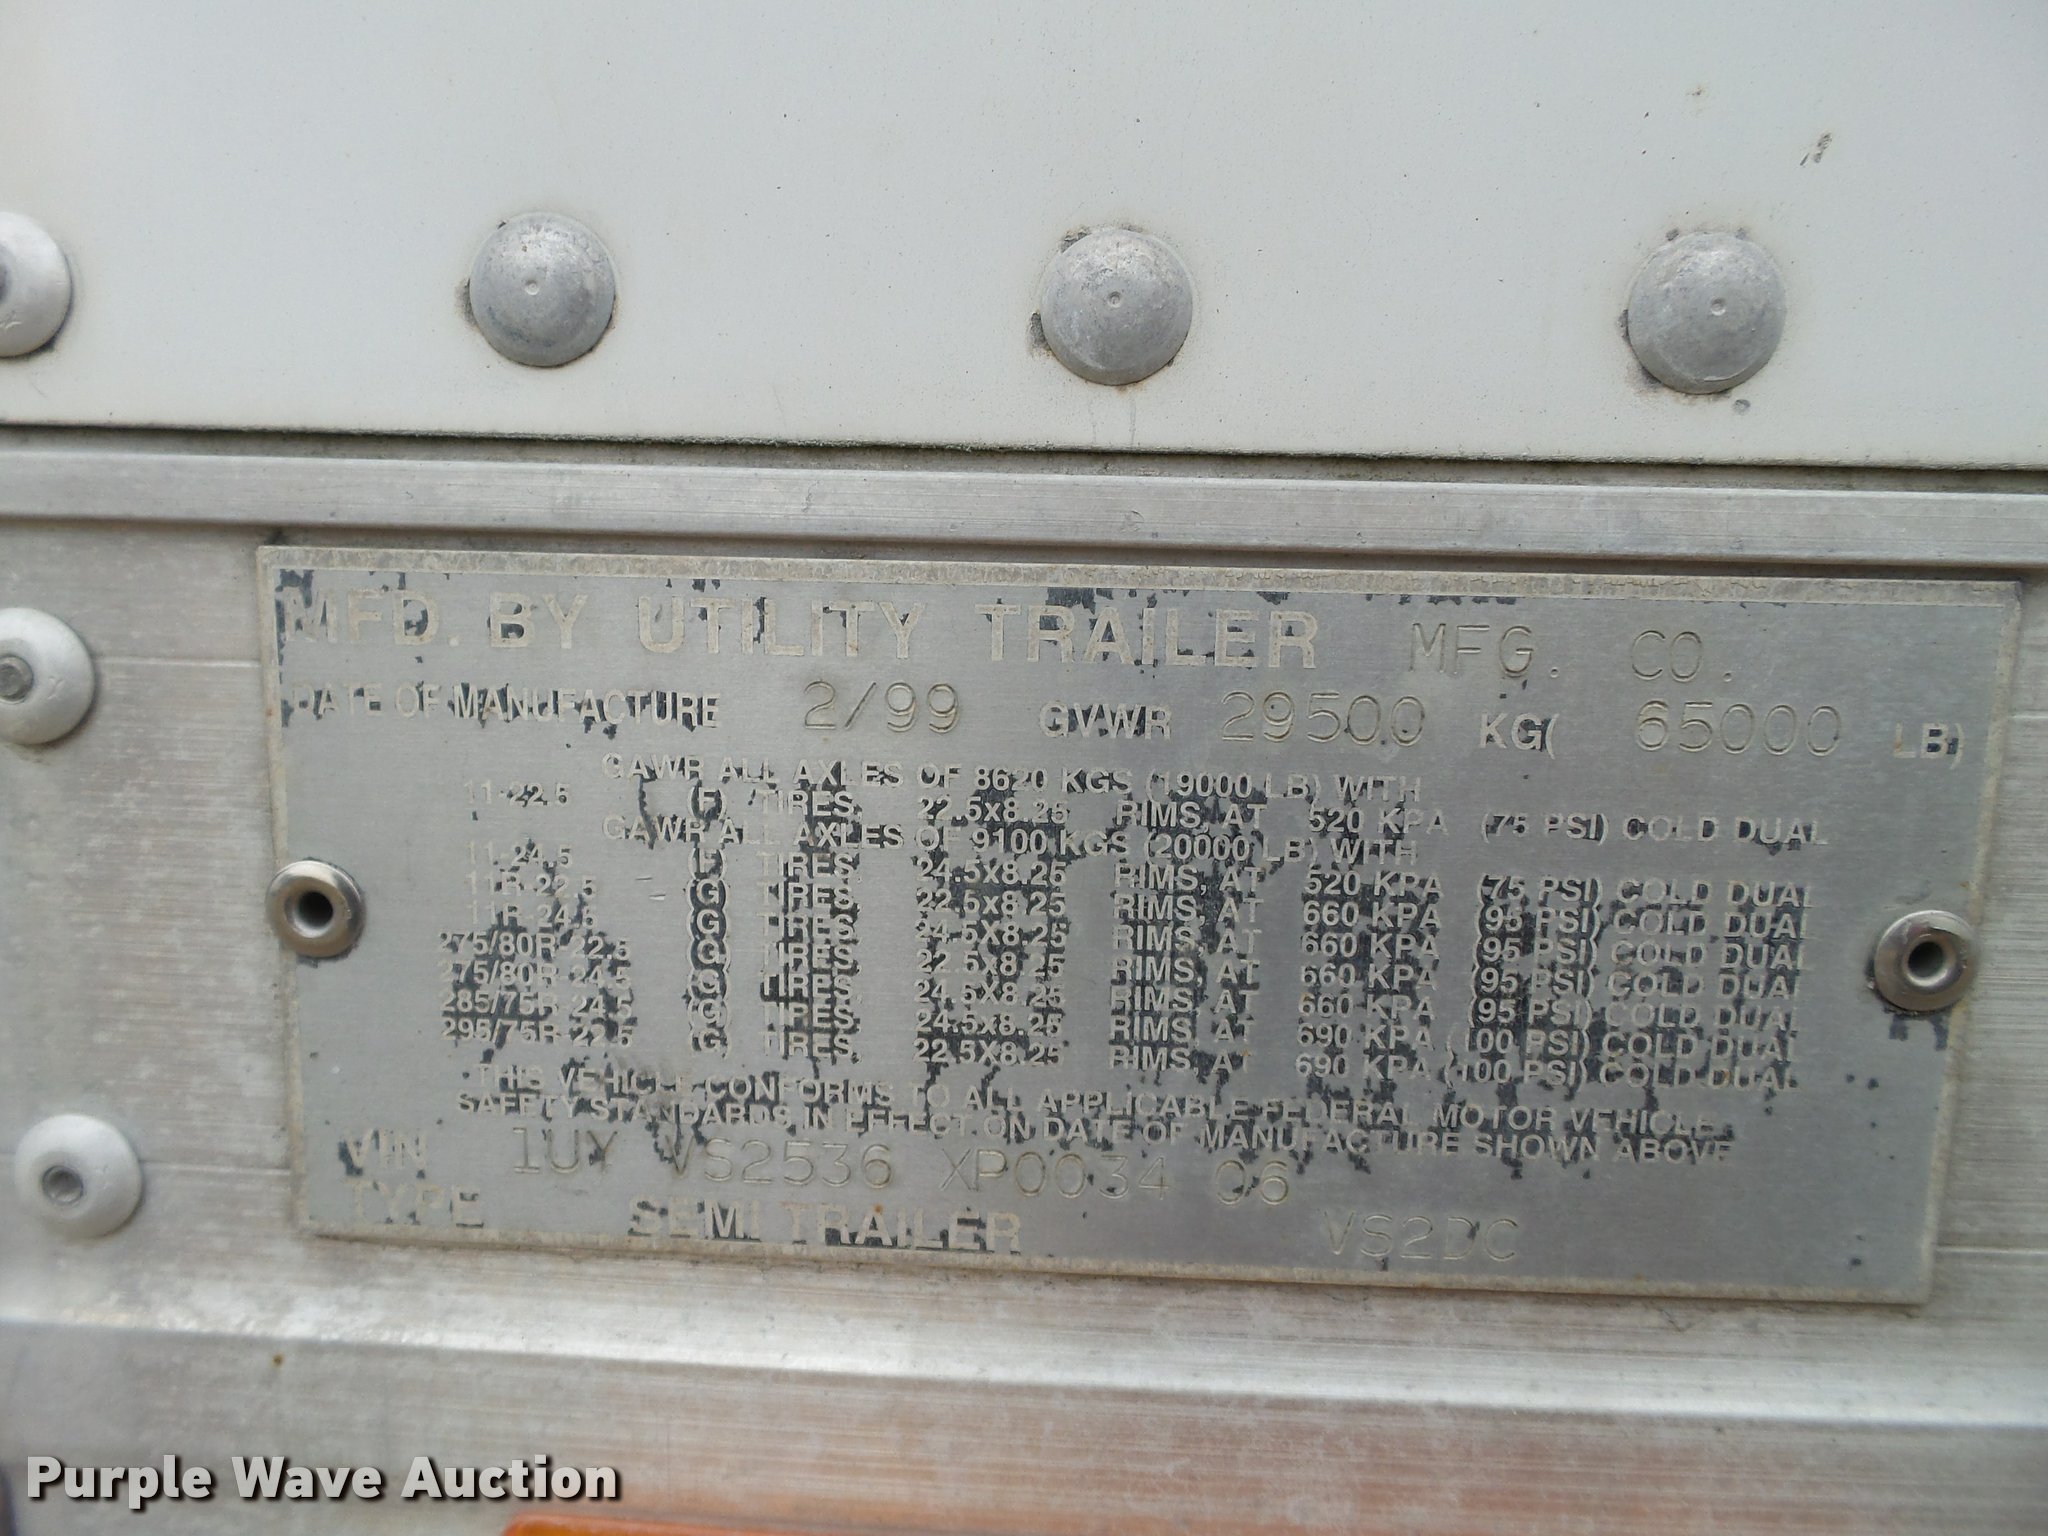 MFD. BY UTILITY TRAILER MFG. CO.
DATE OF MANUFACTURE 2/99 GVWR 29500 KG( 65000 LB)
GAWR ALL AXLES OF 8620 KGS (19000 LB) WITH
11-22.5 (F) TIRES, 22.5x8.25 RIMS, AT 520 KPA (75 PSI) COLD DUAL
GAWR ALL AXLES OF 9100 KGS (20000 LB) WITH
11-24.5 (F TIRES, 24.5x8.25 RIMS, AT 520 KPA (75 PSI) COLD DUAL
11R-22.5 (G) TIRES, 22.5x8.25 RIMS, AT 660 KPA (95 PSI) COLD DUAL
11R-24.5 (G) TIRES, 24.5x8.25 RIMS, AT 660 KPA (95 PSI) COLD DUAL
275/80R-22.5 (G) TIRES, 22.5x8.25 RIMS, AT 660 KPA (95 PSI) COLD DUAL
275/80R-24.5 (G) TIRES, 24.5x8.25 RIMS, AT 660 KPA (95 PSI) COLD DUAL
285/75R-24.5 (G) TIRES, 24.5x8.25 RIMS, AT 690 KPA (100 PSI) COLD DUAL
295/75R-22.5 (G) TIRES, 22.5X8.25 RIMS, AT 690 KPA (100 PSI) COLD DUAL
THIS VEHICLE CONFORMS TO ALL APPLICABLE FEDERAL MOTOR VEHICLE
SAFETY STANDARDS IN EFFECT ON DATE OF MANUFACTURE SHOWN ABOVE
VIN 1UY VS2536 XP0034 06
TYPE SEMI TRAILER VS2DC
Purple Wave Auction